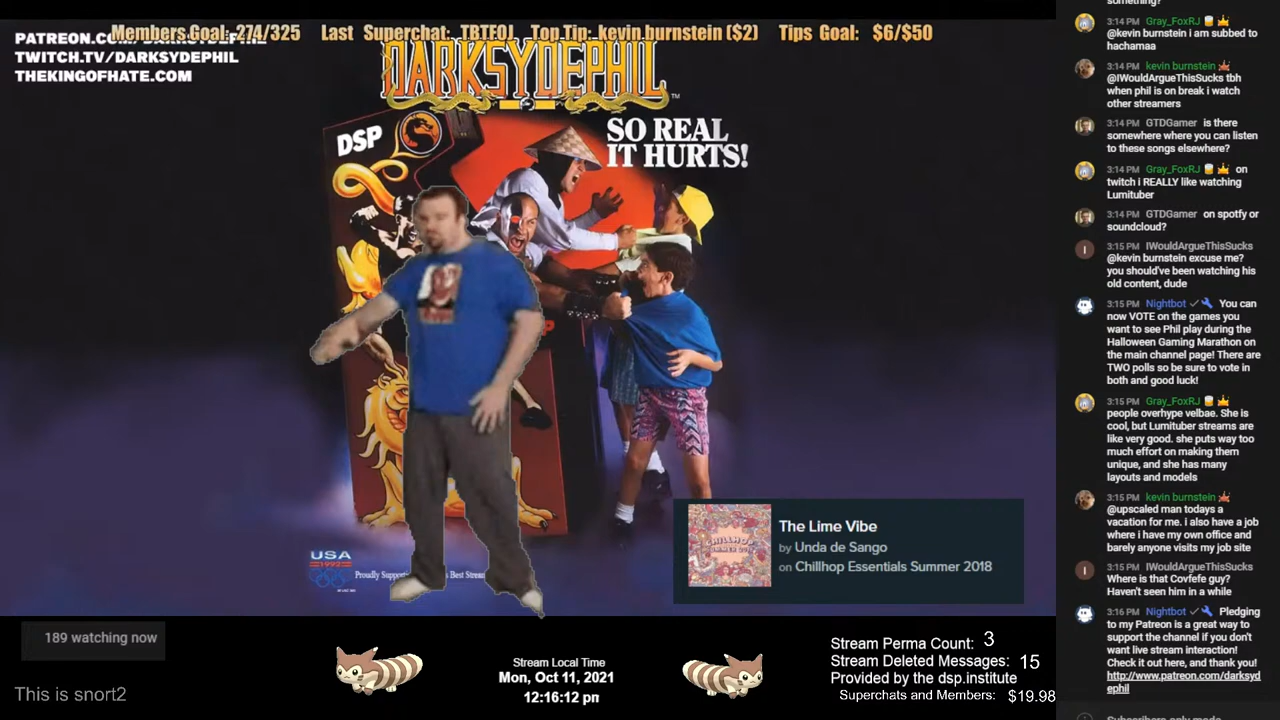 Members Goal: 274/325 Last Superchat: TBTFOJ Top Tip: kevin burnstein ($2) Tips Goal: $6/$50
TWITCH.TV/DARKSYDEPHIL
THEKINGOFHATE.COM
DARKSYDEPHIL
TM
DSP
SO REAL
IT HURTS!
USA
1992
Proudly
Best
The Lime Vibe
by Unda de Sango
on Chillhop Essentials Summer 2018
189 watching now
This is snort2
Stream Local Time
Mon, Oct 11, 2021
12:16:12 pm
Stream Perma Count: 3
Stream Deleted Messages: 15
Provided by the dsp.institute
Superchats and Members: $19.98
something?
3:14 PM Gray_FoxRJ
@kevin burnstein i am subbed to
hachamaa
3:14 PM kevin burnstein
@IWouldArgueThisSucks tbh
when phil is on break i watch
other streamers
3:14 PM GTDGamer is there
somewhere where you can listen
to these songs elsewhere?
3:14 PM Gray_FoxRJ on
twitch i REALLY like watching
Lumituber
3:14 PM GTDGamer on spotfy or
soundcloud?
3:15 PM IWouldArgueThisSucks
@kevin burnstein excuse me?
you should've been watching his
old content, dude
3:15 PM Nightbot You can
now VOTE on the games you
want to see Phil play during the
Halloween Gaming Marathon on
the main channel page! There are
TWO polls so be sure to vote in
both and good luck!
3:15 PM Gray_FoxRJ
people overhype velbae. She is
cool, but Lumituber streams are
like very good. she puts way too
much effort on making them
unique, and she has many
layouts and models
3:15 PM kevin burnstein
@upscaled man todays a
vacation for me. i also have a job
where i have my own office and
barely anyone visits my job site
3:15 PM IWouldArgueThisSucks
Where is that Covfefe guy?
Haven't seen him in a while
3:16 PM Nightbot Pledging
to my Patreon is a great way to
support the channel if you don't
want live stream interaction!
Check it out here, and thank you!
http://www.patreon.com/darksyd
ephil